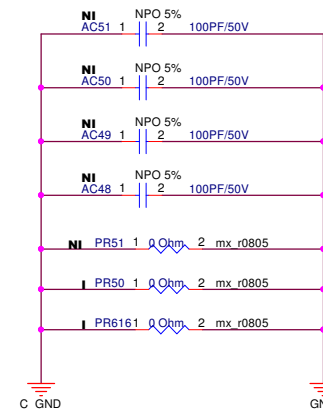 NI NPO 5%
AC51 1 2 100PF/50V
NI NPO 5%
AC50 1 2 100PF/50V
NI NPO 5%
AC49 1 2 100PF/50V
NI NPO 5%
AC48 1 2 100PF/50V
NI PR51 1 0 Ohm 2 mx_r0805
I PR50 1 0 Ohm 2 mx_r0805
I PR616 1 0 Ohm 2 mx_r0805
C GND GN